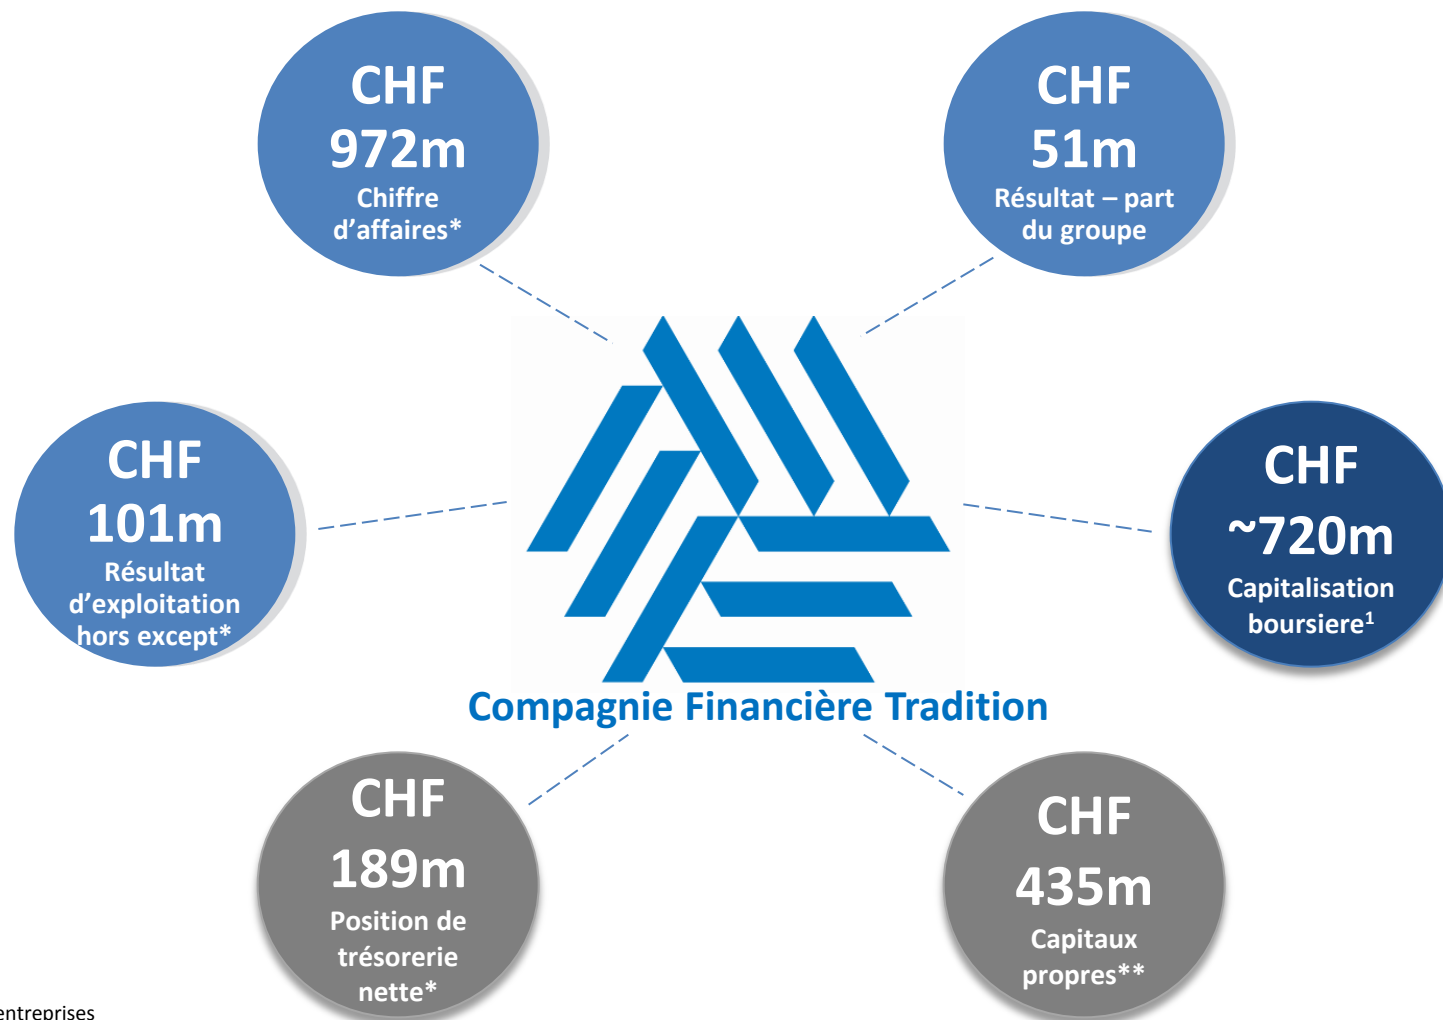 CHF
972m
Chiffre
d’affaires*
CHF
51m
Résultat – part
du groupe
CHF
101m
Résultat
d’exploitation
hors except*
CHF
~720m
Capitalisation
boursiere¹
Compagnie Financière Tradition
CHF
189m
Position de
trésorerie
nette*
CHF
435m
Capitaux
propres**
entreprises